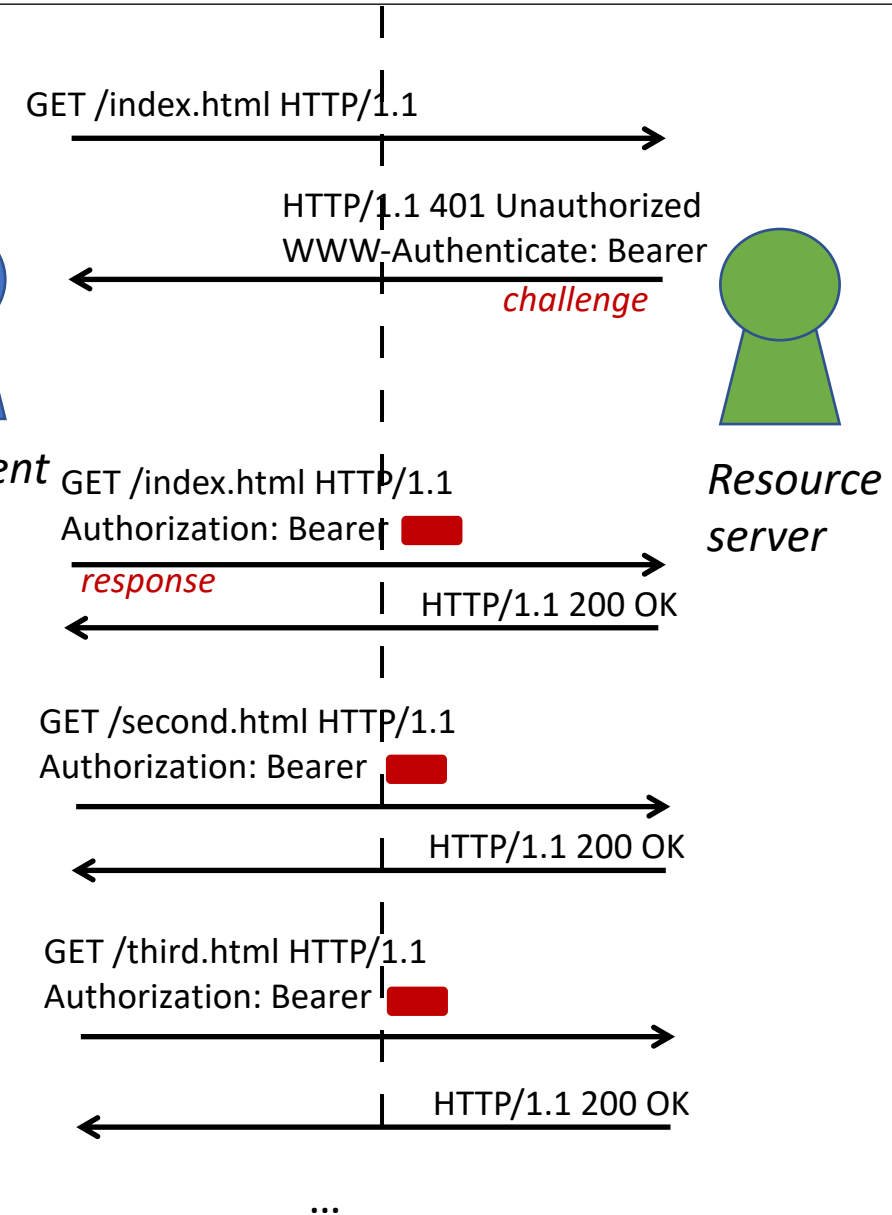 GET /index.html HTTP/1.1
HTTP/1.1 401 Unauthorized
WWW-Authenticate: Bearer
challenge
ent
GET /index.html HTTP/1.1
Authorization: Bearer
Resource
server
response
HTTP/1.1 200 OK
GET /second.html HTTP/1.1
Authorization: Bearer
HTTP/1.1 200 OK
GET /third.html HTTP/1.1
Authorization: Bearer
HTTP/1.1 200 OK
...